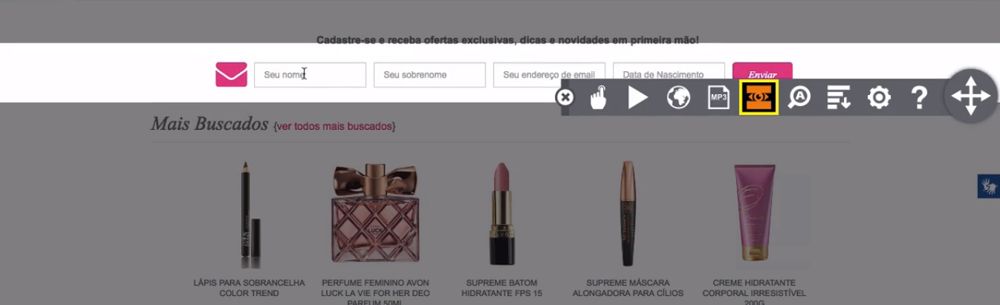 Cadastre-se e receba ofertas exclusivas, dicas e novidades em primeira mão!
Seu nome
Seu sobrenome
Seu endereço de email
Data de Nascimento
Enviar
MP3
A
?
Mais Buscados {ver todos mais buscados}
LUCK
LÁPIS PARA SOBRANCELHA
COLOR TREND
PERFUME FEMININO AVON
LUCK LA VIE FOR HER DEO
PARFUM 50ML
SUPREME BATOM
HIDRATANTE FPS 15
SUPREME MÁSCARA
ALONGADORA PARA CÍLIOS
CREME HIDRATANTE
CORPORAL IRRESISTÍVEL
200G